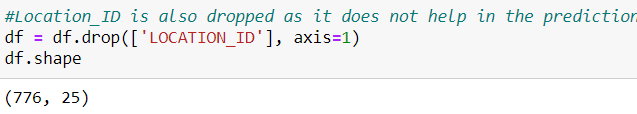 #Location_ID is also dropped as it does not help in the prediction
df = df.drop(['LOCATION_ID'], axis=1)
df.shape
(776, 25)